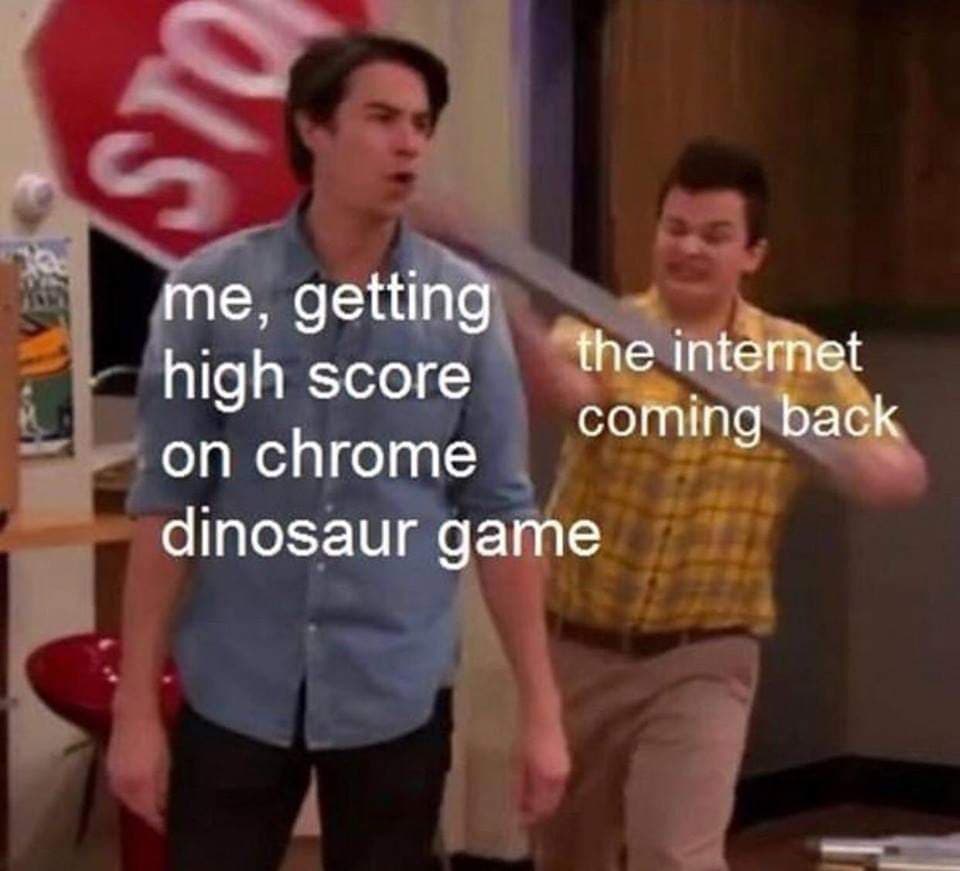 STOP
me, getting
high score
on chrome
dinosaur game
the internet
coming back